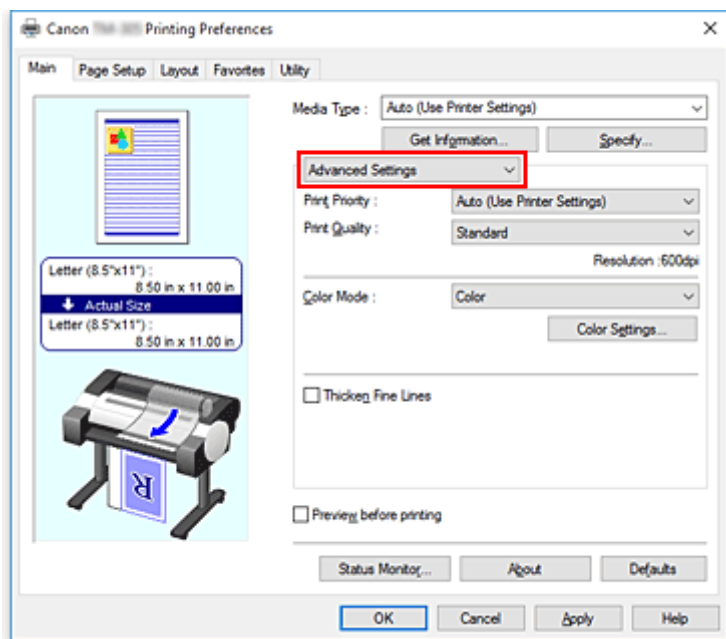 Canon Printing Preferences
Main Page Setup Layout Favorites Utility
Media Type : Auto (Use Printer Settings)
Get Information... Specify...
Advanced Settings
Print Priority : Auto (Use Printer Settings)
Print Quality : Standard
Resolution :600dpi
Letter (8.5"x11") :
8.50 in x 11.00 in
Actual Size
Letter (8.5"x11") :
8.50 in x 11.00 in
Color Mode : Color
Color Settings...
Thicken Fine Lines
R
Preview before printing
Status Monitor... About Defaults
OK Cancel Apply Help